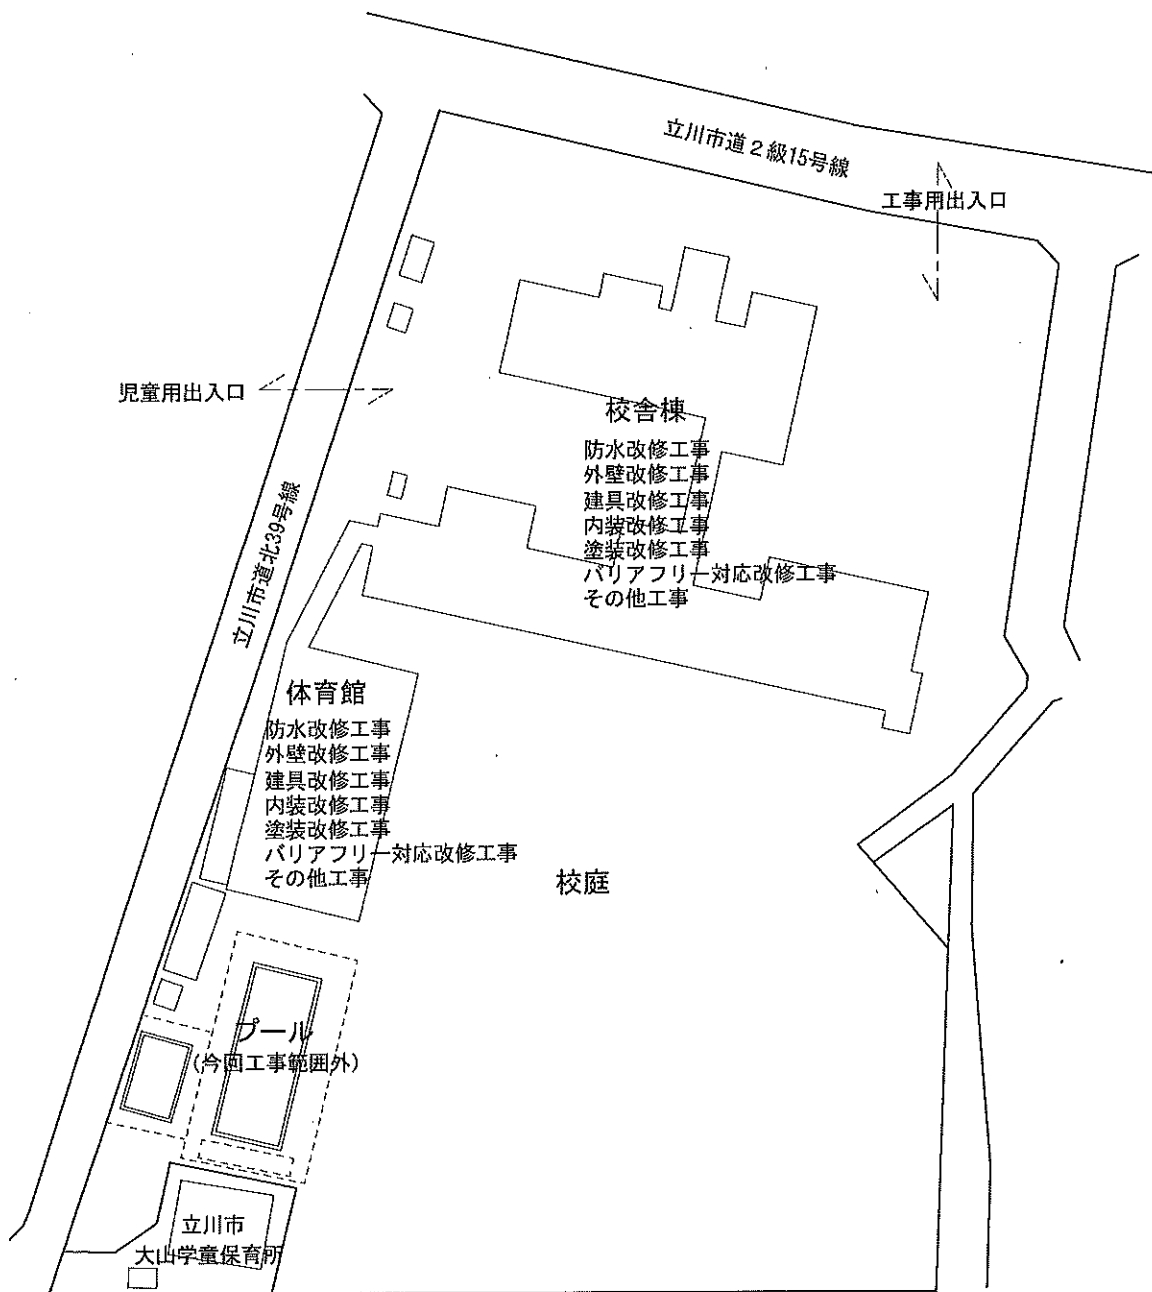 立川市道２級15号線
工事用出入口
児童用出入口
校舎棟
防水改修工事
外壁改修工事
建具改修工事
内装改修工事
塗装改修工事
バリアフリー対応改修工事
その他工事
立川市道北39号線
体育館
防水改修工事
外壁改修工事
建具改修工事
内装改修工事
塗装改修工事
バリアフリー対応改修工事
その他工事
校庭
プール
(今回工事範囲外)
立川市
大山学童保育所